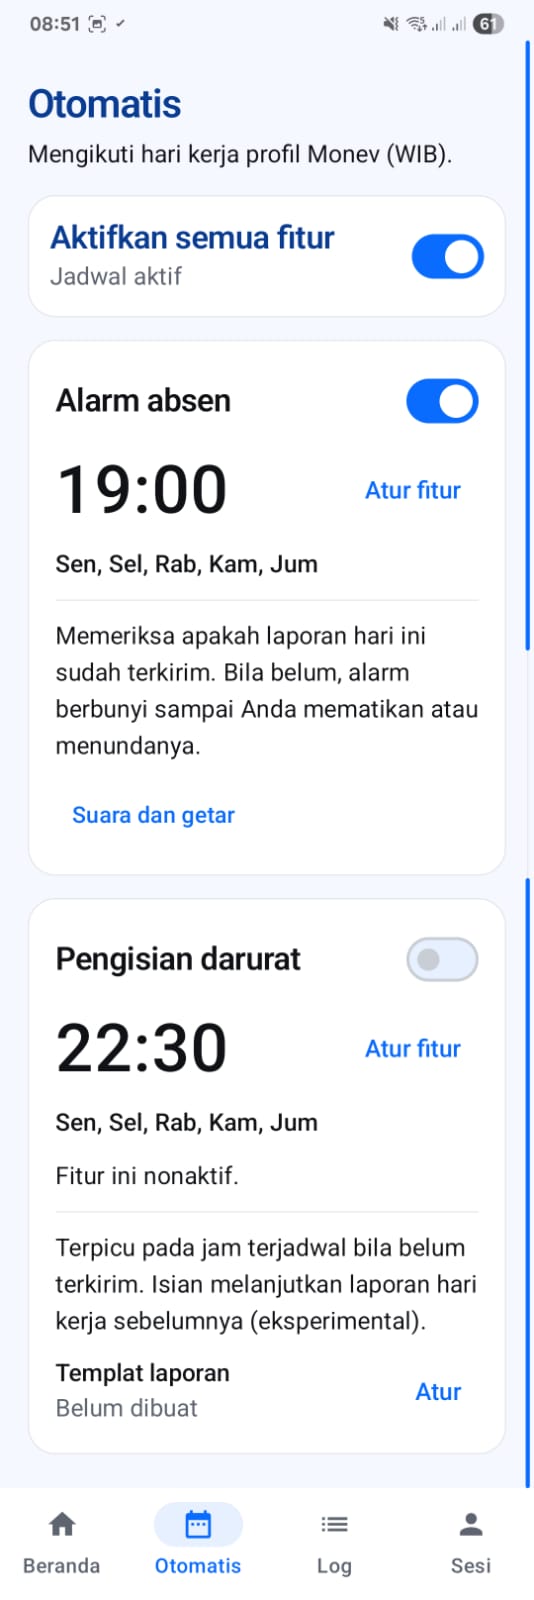 08:51
61
Otomatis
Mengikuti hari kerja profil Monev (WIB).
Aktifkan semua fitur
Jadwal aktif
Alarm absen
19:00
Atur fitur
Sen, Sel, Rab, Kam, Jum
Memeriksa apakah laporan hari ini
sudah terkirim. Bila belum, alarm
berbunyi sampai Anda mematikan atau
menundanya.
Suara dan getar
Pengisian darurat
22:30
Atur fitur
Sen, Sel, Rab, Kam, Jum
Fitur ini nonaktif.
Terpicu pada jam terjadwal bila belum
terkirim. Isian melanjutkan laporan hari
kerja sebelumnya (eksperimental).
Templat laporan
Belum dibuat
Atur
Beranda
Otomatis
Log
Sesi